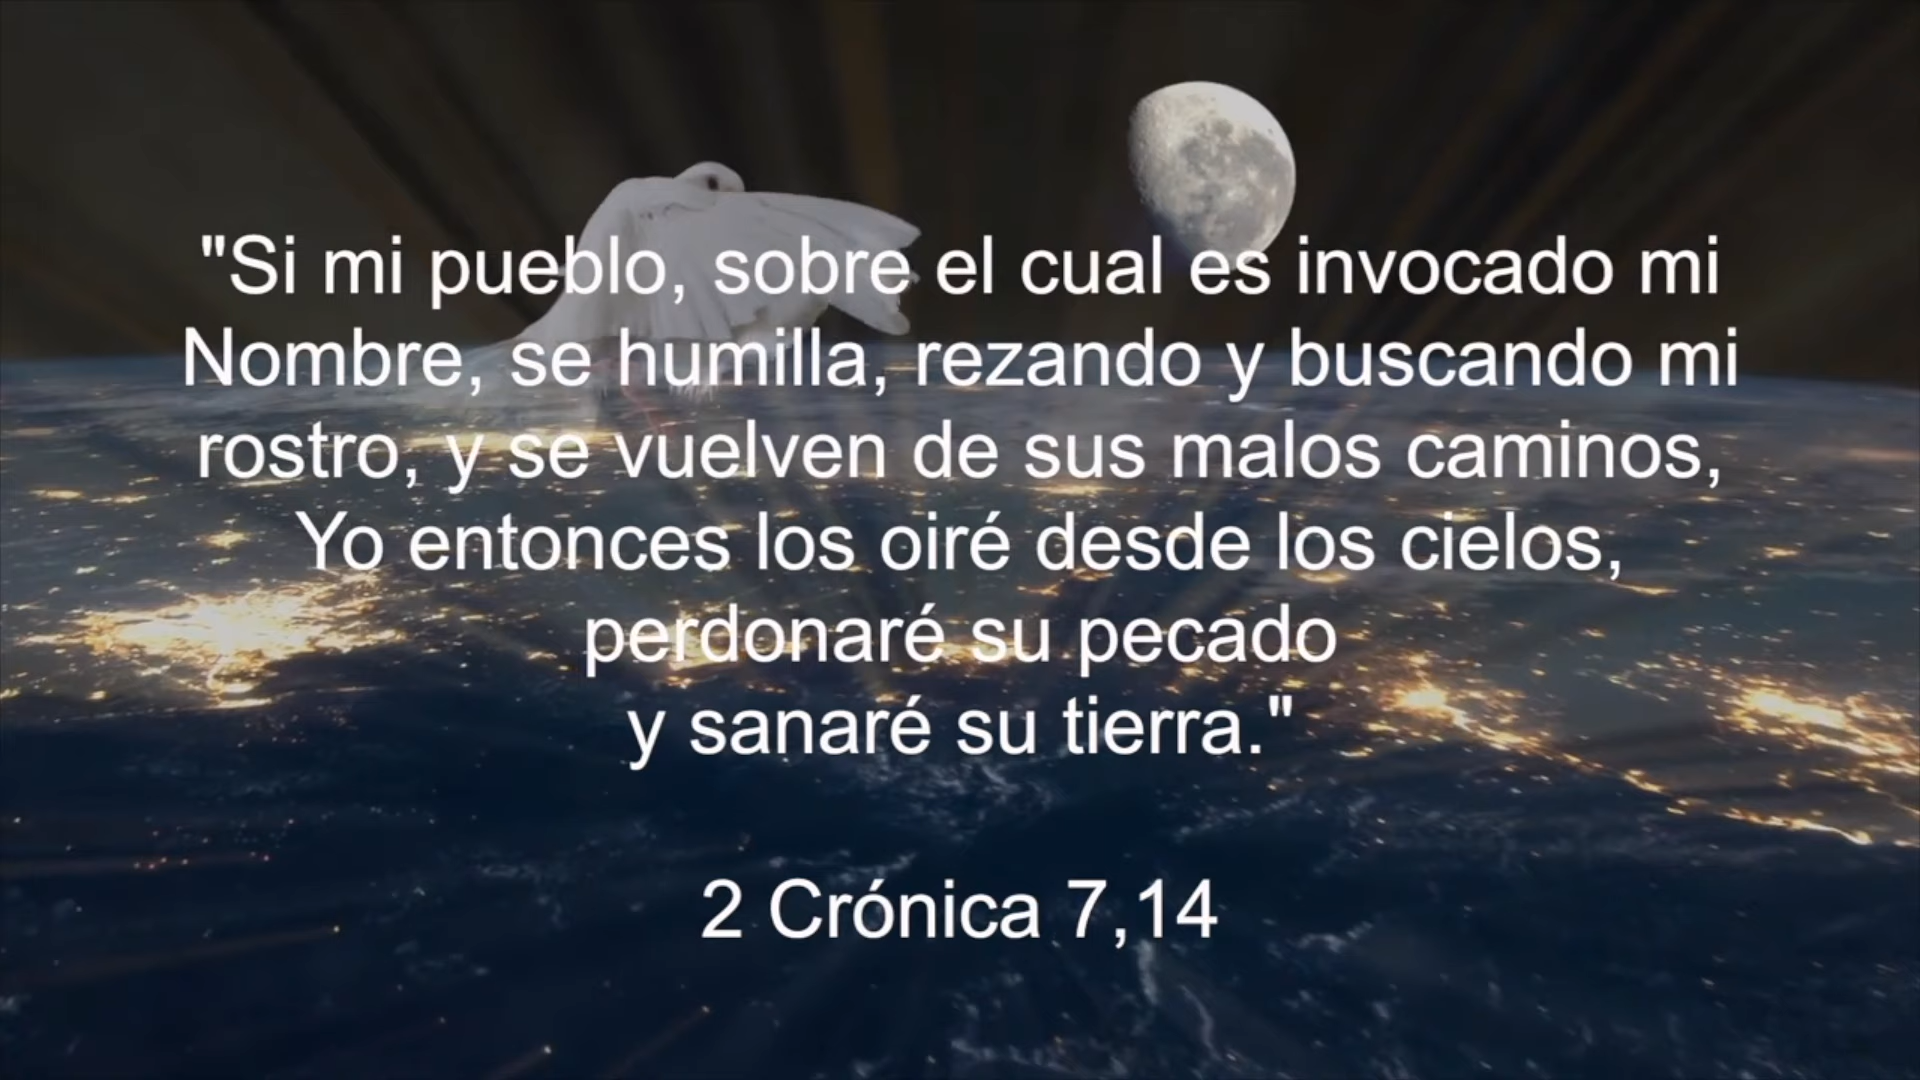 "Si mi pueblo, sobre el cual es invocado mi
Nombre, se humilla, rezando y buscando mi
rostro, y se vuelven de sus malos caminos,
Yo entonces los oiré desde los cielos,
perdonaré su pecado
y sanaré su tierra."
2 Crónica 7,14